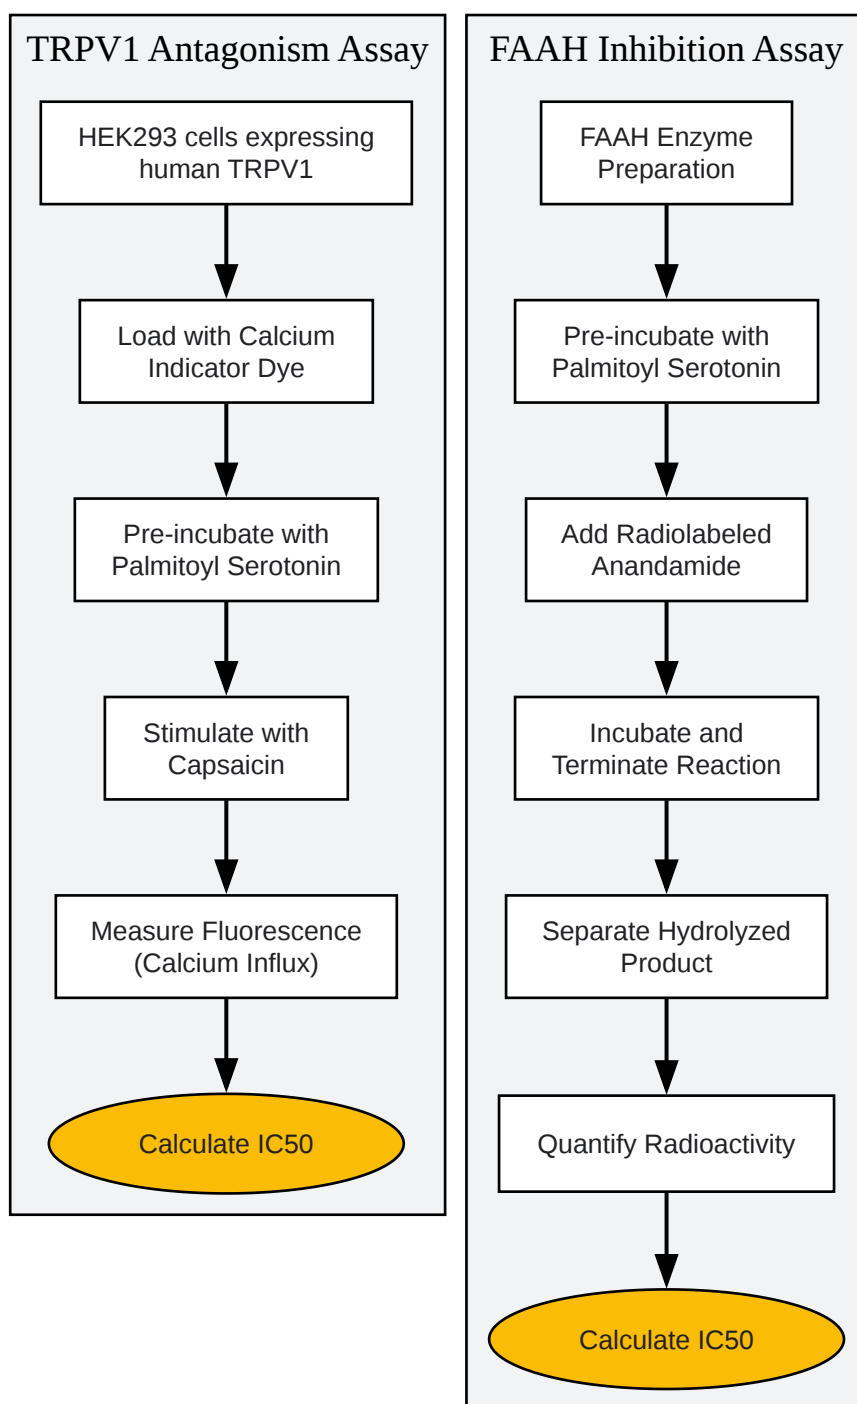 TRPV1 Antagonism Assay
HEK293 cells expressing
human TRPV1
Load with Calcium
Indicator Dye
Pre-incubate with
Palmitoyl Serotonin
Stimulate with
Capsaicin
Measure Fluorescence
(Calcium Influx)
Calculate IC50
FAAH Inhibition Assay
FAAH Enzyme
Preparation
Pre-incubate with
Palmitoyl Serotonin
Add Radiolabeled
Anandamide
Incubate and
Terminate Reaction
Separate Hydrolyzed
Product
Quantify Radioactivity
Calculate IC50